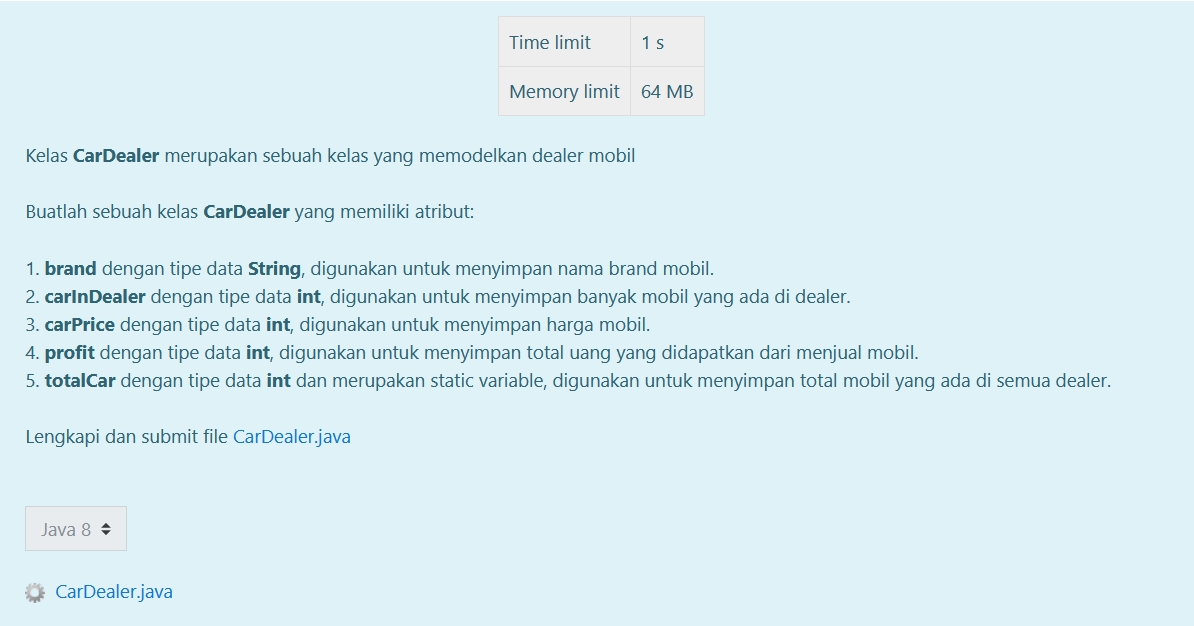 Time limit 1 s
Memory limit 64 MB
Kelas CarDealer merupakan sebuah kelas yang memodelkan dealer mobil
Buatlah sebuah kelas CarDealer yang memiliki atribut:
1. brand dengan tipe data String, digunakan untuk menyimpan nama brand mobil.
2. carInDealer dengan tipe data int, digunakan untuk menyimpan banyak mobil yang ada di dealer.
3. carPrice dengan tipe data int, digunakan untuk menyimpan harga mobil.
4. profit dengan tipe data int, digunakan untuk menyimpan total uang yang didapatkan dari menjual mobil.
5. totalCar dengan tipe data int dan merupakan static variable, digunakan untuk menyimpan total mobil yang ada di semua dealer.
Lengkapi dan submit file CarDealer.java
Java 8
CarDealer.java